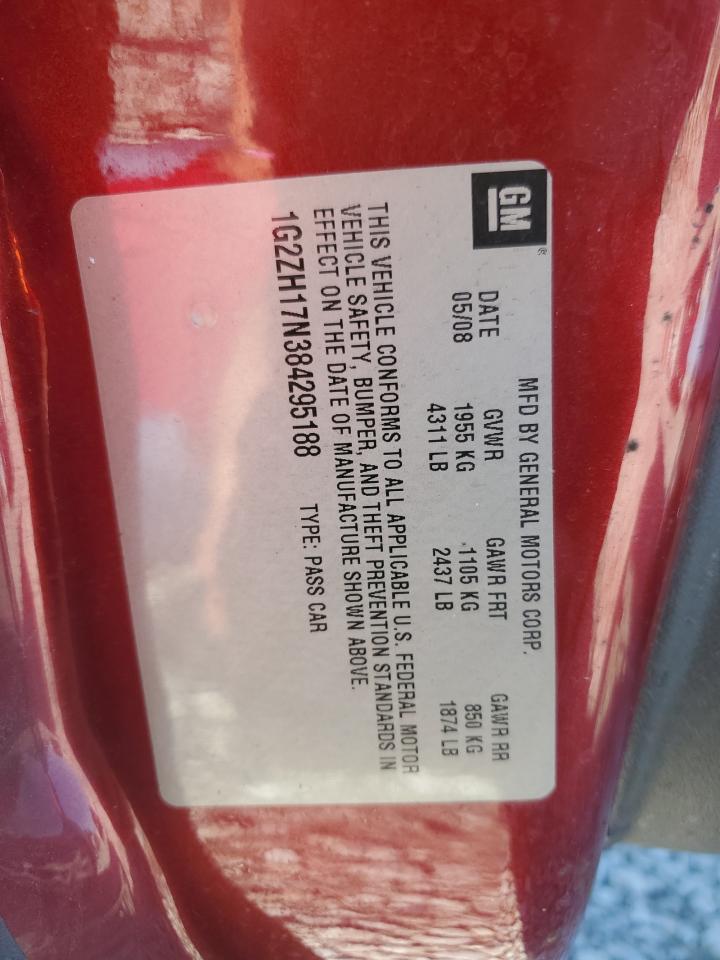 GM ®
MFD BY GENERAL MOTORS CORP.
DATE GVWR GAWR FRT GAWR RR
05/08 1955 KG 1105 KG 850 KG
4311 LB 2437 LB 1874 LB
THIS VEHICLE CONFORMS TO ALL APPLICABLE U.S. FEDERAL MOTOR
VEHICLE SAFETY, BUMPER, AND THEFT PREVENTION STANDARDS IN
EFFECT ON THE DATE OF MANUFACTURE SHOWN ABOVE.
1G2ZH17N384295188 TYPE: PASS CAR